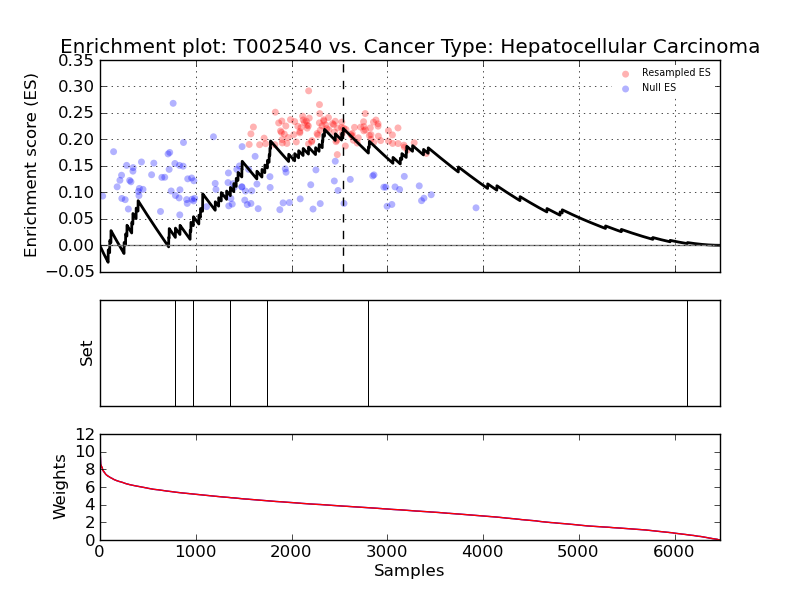 Enrichment plot: T002540 vs. Cancer Type: Hepatocellular Carcinoma
Enrichment score (ES)
0.35
0.30
0.25
0.20
0.15
0.10
0.05
0.00
−0.05
Resampled ES
Null ES
Set
Weights
12
10
8
6
4
2
0
0 1000 2000 3000 4000 5000 6000
Samples